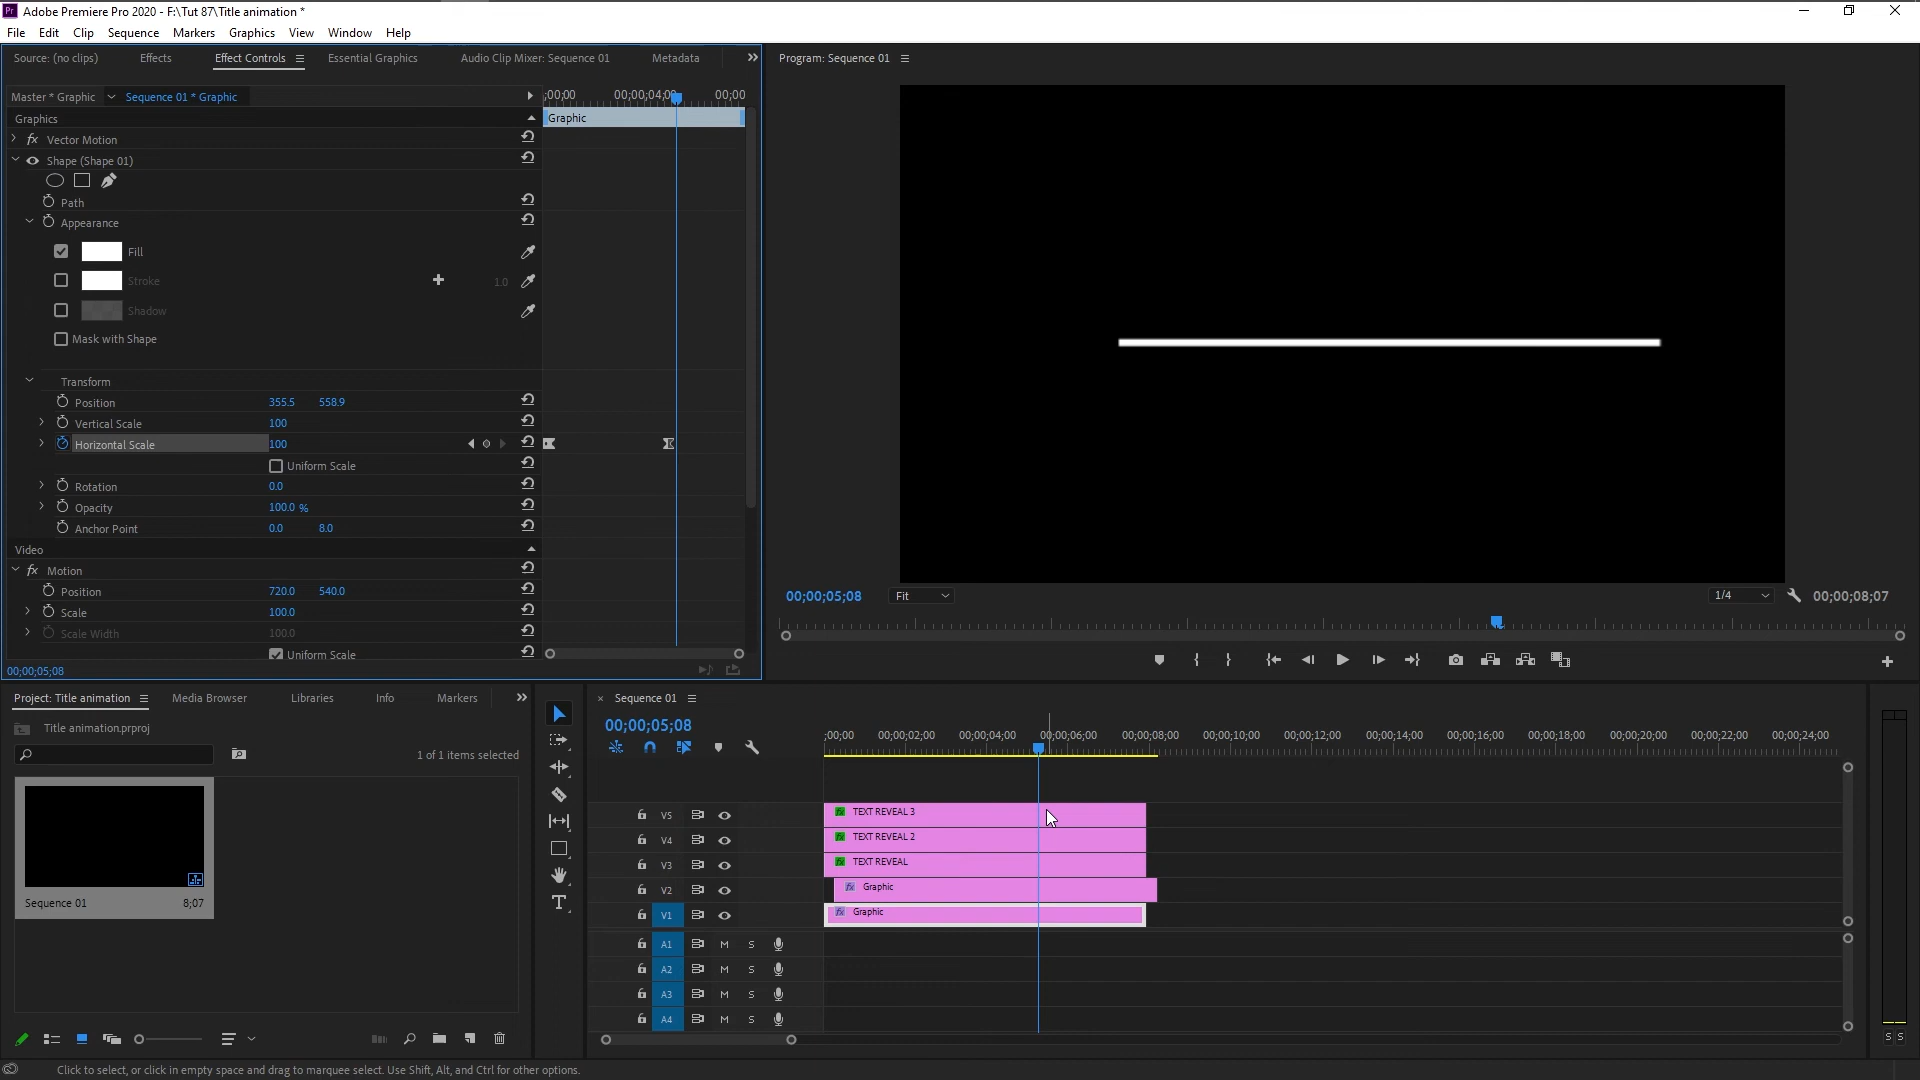 Pr Adobe Premiere Pro 2020 - F:\Tut 87\Title animation *
File Edit Clip Sequence Markers Graphics View Window Help
Source: (no clips) Effects Effect Controls Essential Graphics Audio Clip Mixer: Sequence 01 Metadata
Program: Sequence 01
Master * Graphic Sequence 01 * Graphic
;00;00 00;00;04;00 00;00
Graphics
Graphic
fx Vector Motion
Shape (Shape 01)
Path
Appearance
Fill
Stroke 1.0
Shadow
Mask with Shape
Transform
Position 355.5 558.9
Vertical Scale 100
Horizontal Scale 100
Uniform Scale
Rotation 0.0
Opacity 100.0 %
Anchor Point 0.0 8.0
Video
fx Motion
Position 720.0 540.0
Scale 100.0
Scale Width 100.0
Uniform Scale
00;00;05;08
00;00;05;08 Fit 1/4 00;00;08;07
Project: Title animation Media Browser Libraries Info Markers
Title animation.prproj
1 of 1 items selected
Sequence 01 8;07
Sequence 01
00;00;05;08
;00;00 00;00;02;00 00;00;04;00 00;00;06;00 00;00;08;00 00;00;10;00 00;00;12;00 00;00;14;00 00;00;16;00 00;00;18;00 00;00;20;00 00;00;22;00 00;00;24;00
V5 fx TEXT REVEAL 3
V4 fx TEXT REVEAL 2
V3 fx TEXT REVEAL
V2 fx Graphic
V1 fx Graphic
A1 M S
A2 M S
A3 M S
A4 M S
S S
Click to select, or click in empty space and drag to marquee select. Use Shift, Alt, and Ctrl for other options.